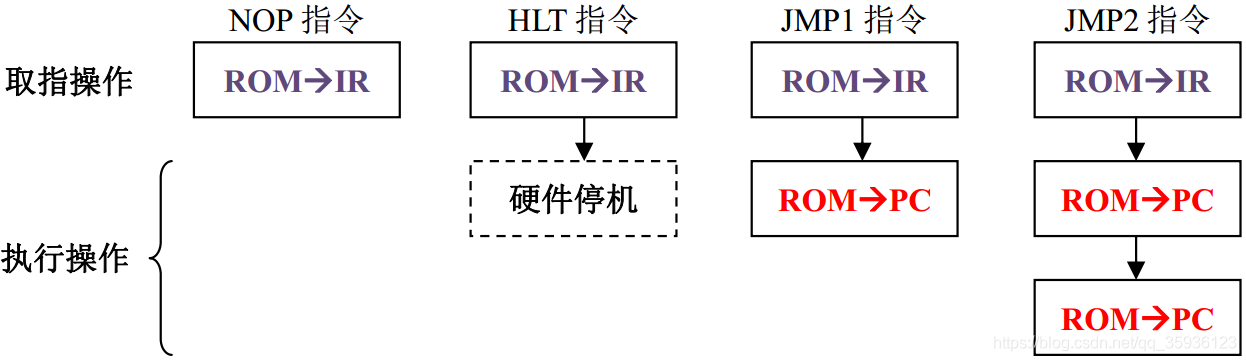 NOP 指令 HLT 指令 JMP1 指令 JMP2 指令
取指操作 ROM→IR ROM→IR ROM→IR ROM→IR
硬件停机 ROM→PC ROM→PC
执行操作
ROM→PC
https://blog.csdn.net/qq_35936123